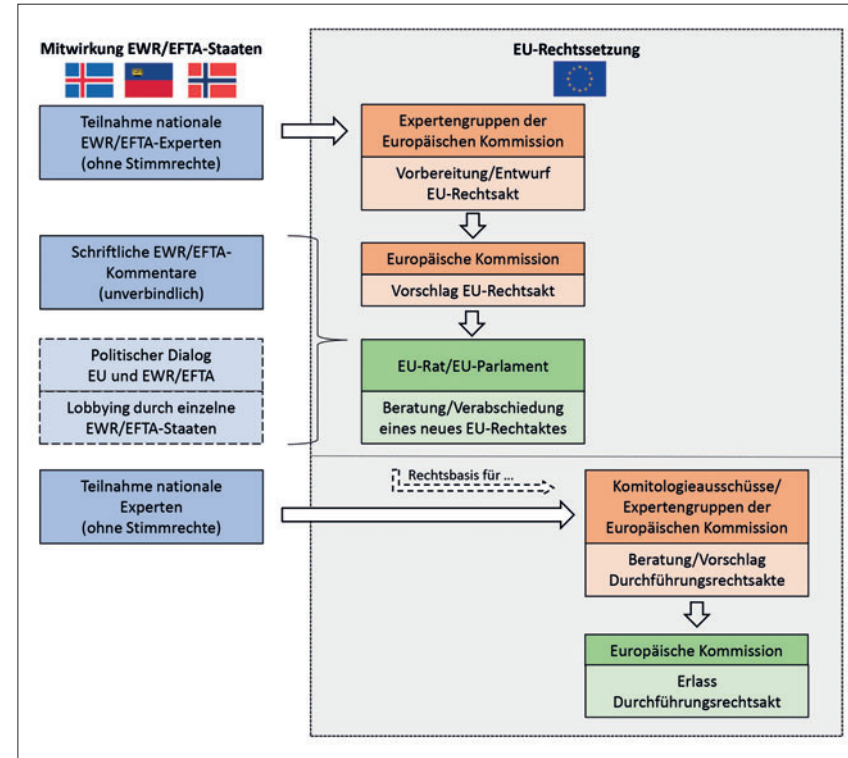 Mitwirkung EWR/EFTA-Staaten
EU-Rechtssetzung
Teilnahme nationale
EWR/EFTA-Experten
(ohne Stimmrechte)
Expertengruppen der
Europäischen Kommission
Vorbereitung/Entwurf
EU-Rechtsakt
Schriftliche EWR/EFTA-
Kommentare
(unverbindlich)
Europäische Kommission
Vorschlag EU-Rechtsakt
Politischer Dialog
EU und EWR/EFTA
Lobbying durch einzelne
EWR/EFTA-Staaten
EU-Rat/EU-Parlament
Beratung/Verabschiedung
eines neues EU-Rechtaktes
Teilnahme nationale
Experten
(ohne Stimmrechte)
Rechtsbasis für ...
Komitologieausschüsse/
Expertengruppen der
Europäischen Kommission
Beratung/Vorschlag
Durchführungsrechtsakte
Europäische Kommission
Erlass
Durchführungsrechtsakt